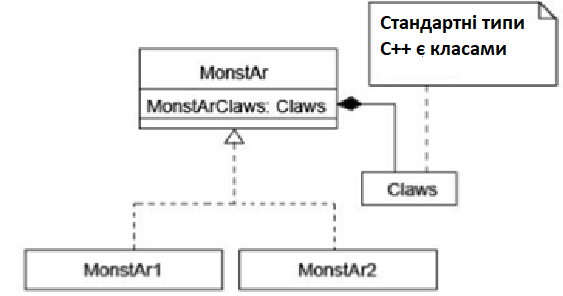 Стандартні типи
C++ є класами
MonstAr
MonstArClaws: Claws
Claws
MonstAr1
MonstAr2